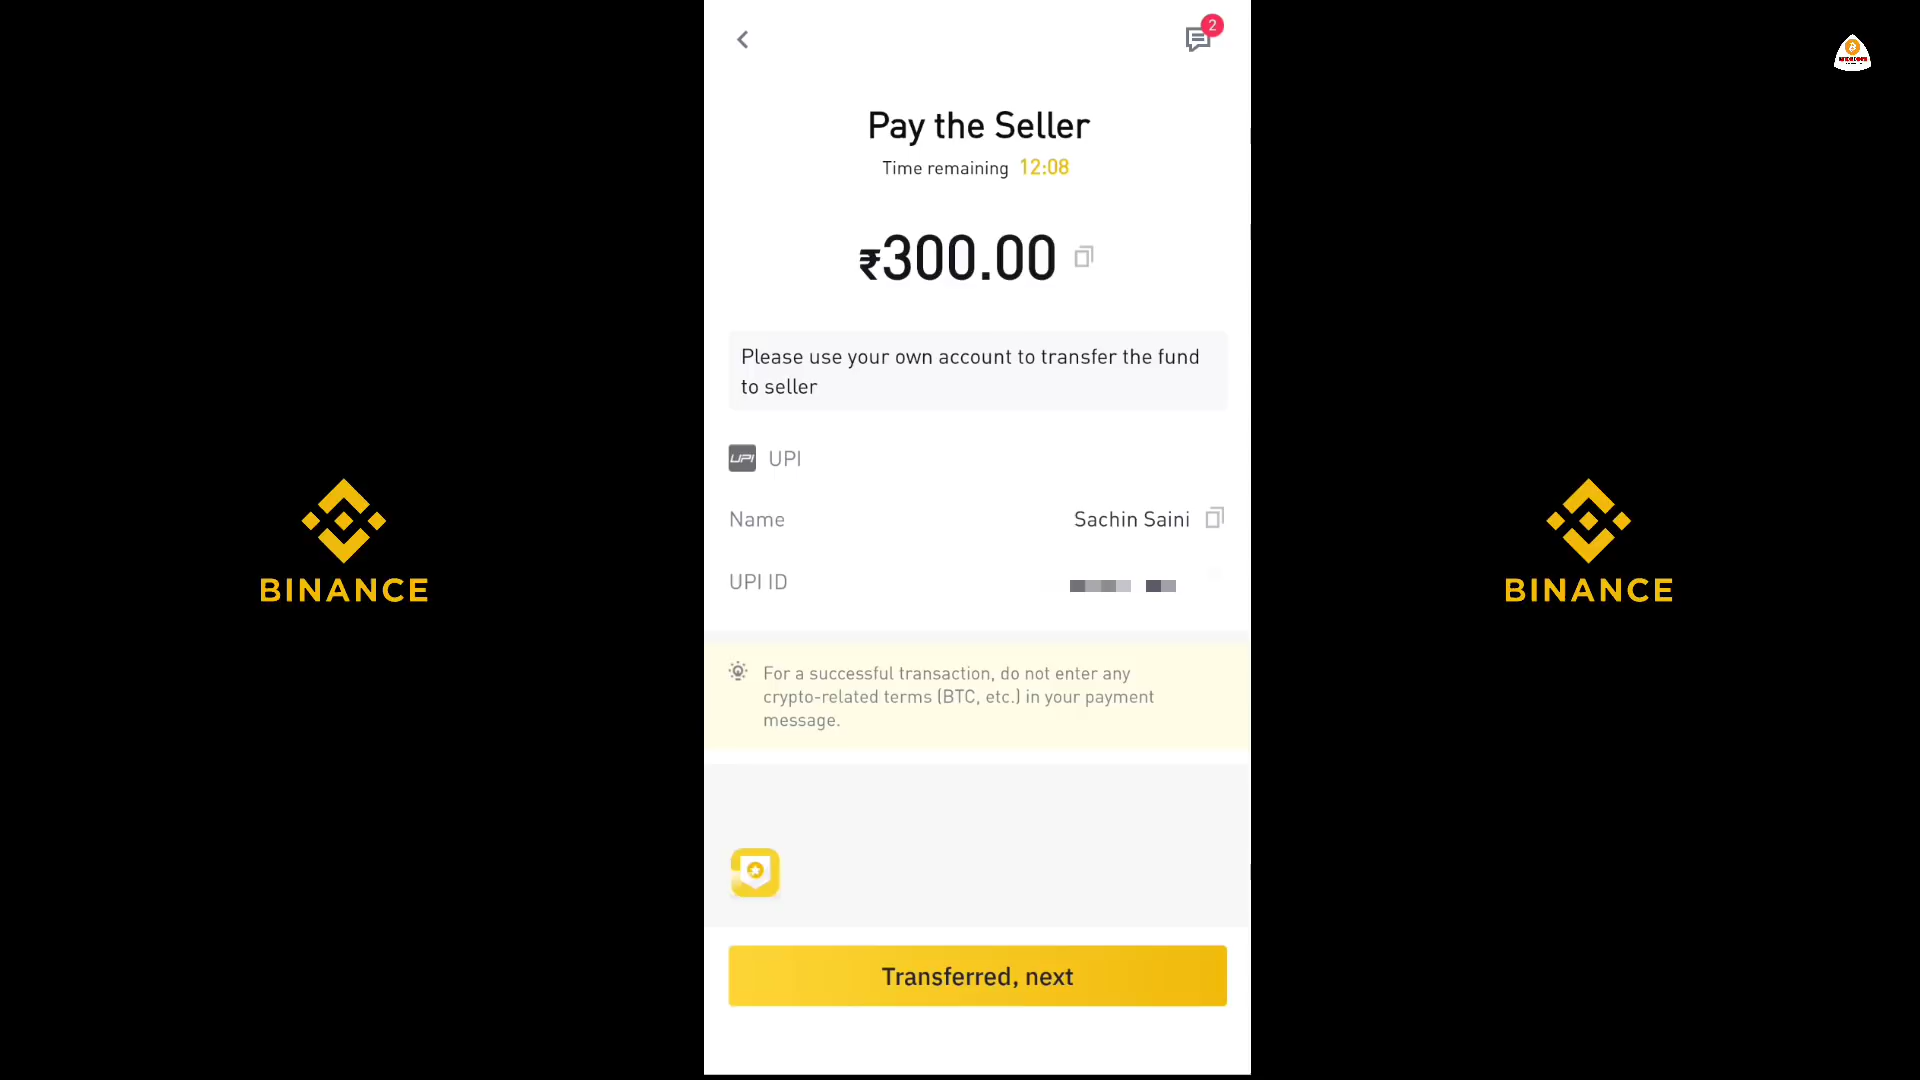 2
Pay the Seller
Time remaining 12:08
₹300.00
Please use your own account to transfer the fund
to seller
UPI UPI
Name Sachin Saini
UPI ID
BINANCE
BINANCE
For a successful transaction, do not enter any
crypto-related terms (BTC, etc.) in your payment
message.
Transferred, next